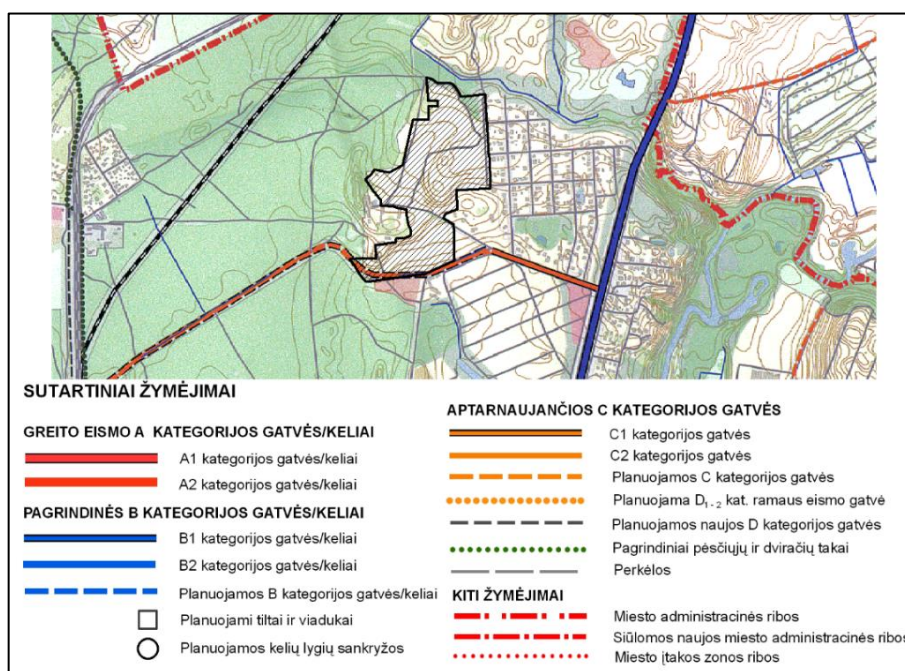 SUTARTINIAI ŽYMĖJIMAI
GREITO EISMO A KATEGORIJOS GATVĖS/KELIAI
A1 kategorijos gatvės/keliai
A2 kategorijos gatvės/keliai
PAGRINDINĖS B KATEGORIJOS GATVĖS/KELIAI
B1 kategorijos gatvės/keliai
B2 kategorijos gatvės/keliai
Planuojamos B kategorijos gatvės/keliai
Planuojami tiltai ir viadukai
Planuojamos kelių lygių sankryžos
APTARNAUJANČIOS C KATEGORIJOS GATVĖS
C1 kategorijos gatvės
C2 kategorijos gatvės
Planuojamos C kategorijos gatvės
Planuojama D1-2 kat. ramaus eismo gatvė
Planuojamos naujos D kategorijos gatvės
Pagrindiniai pėsčiųjų ir dviračių takai
Perkėlos
KITI ŽYMĖJIMAI
Miesto administracinės ribos
Siūlomos naujos miesto administracinės ribos
Miesto įtakos zonos ribos